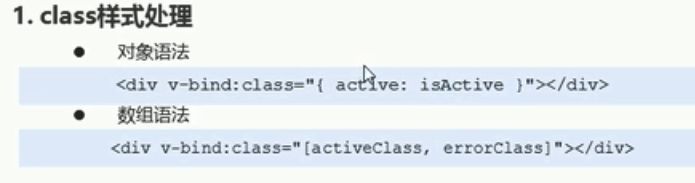 1. class样式处理
● 对象语法
<div v-bind:class="{ active: isActive }"></div>
● 数组语法
<div v-bind:class="[activeClass, errorClass]"></div>